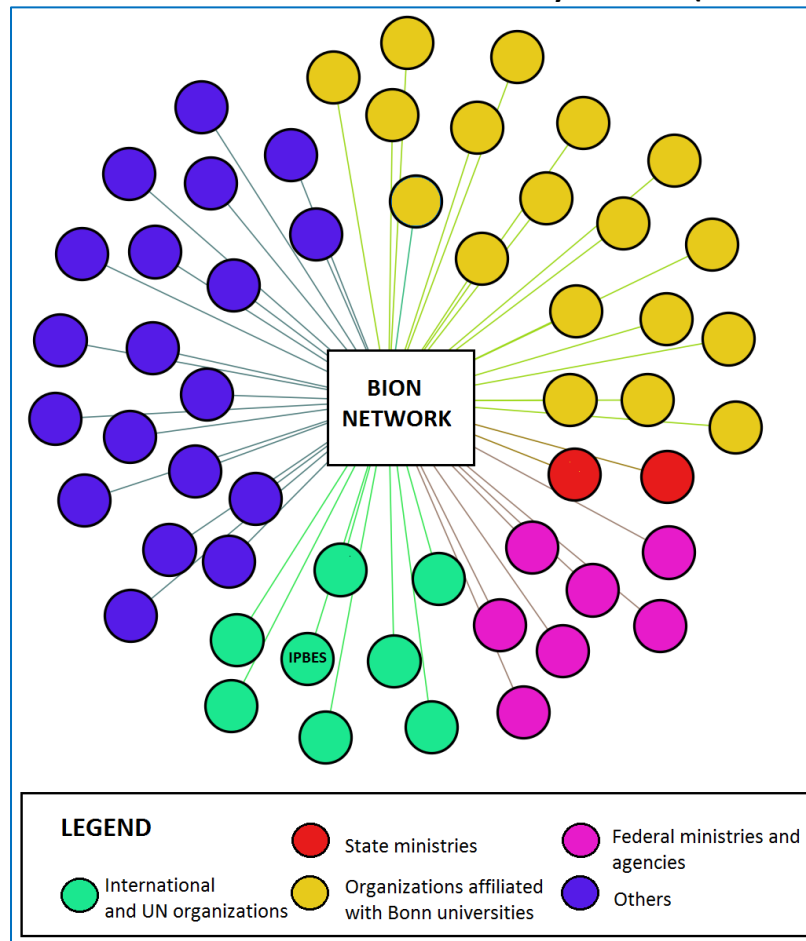 BION
NETWORK
IPBES
LEGEND
State ministries
Federal ministries and
agencies
International
and UN organizations
Organizations affiliated
with Bonn universities
Others